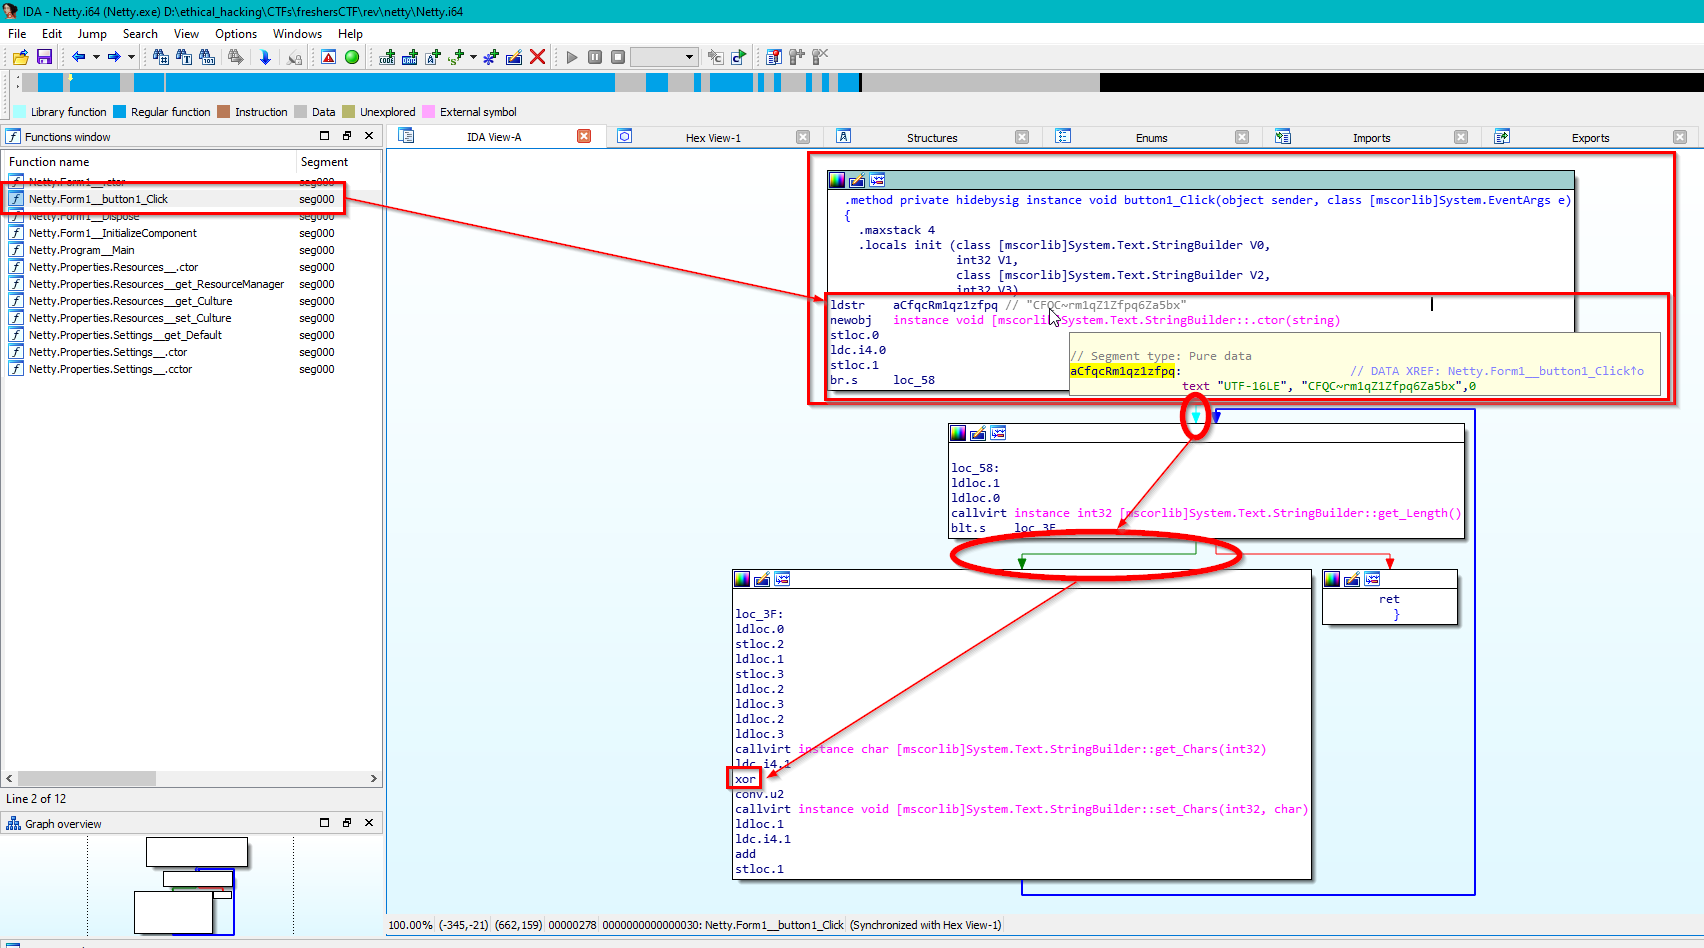 IDA - Netty.i64 (Netty.exe) D:\ethical_hacking\CTFs\freshersCTF\rev\netty\Netty.i64
File Edit Jump Search View Options Windows Help
Library function Regular function Instruction Data Unexplored External symbol
Functions window
Function name Segment
Netty.Form1__.ctor seg000
Netty.Form1__button1_Click seg000
Netty.Form1__Dispose seg000
Netty.Form1__InitializeComponent seg000
Netty.Program__Main seg000
Netty.Properties.Resources__.ctor seg000
Netty.Properties.Resources__get_ResourceManager seg000
Netty.Properties.Resources__get_Culture seg000
Netty.Properties.Resources__set_Culture seg000
Netty.Properties.Settings__get_Default seg000
Netty.Properties.Settings__.ctor seg000
Netty.Properties.Settings__.cctor seg000
Line 2 of 12
Graph overview
IDA View-A Hex View-1 Structures Enums Imports Exports
.method private hidebysig instance void button1_Click(object sender, class [mscorlib]System.EventArgs e)
{
.maxstack 4
.locals init (class [mscorlib]System.Text.StringBuilder V0,
int32 V1,
class [mscorlib]System.Text.StringBuilder V2,
int32 V3)
ldstr aCfqcRm1qz1zfpq // "CFQC~rm1qZ1Zfpq6Za5bx"
newobj instance void [mscorlib]System.Text.StringBuilder::.ctor(string)
stloc.0
ldc.i4.0
stloc.1
br.s loc_58
// Segment type: Pure data
aCfqcRm1qz1zfpq: // DATA XREF: Netty.Form1__button1_Click↑o
text "UTF-16LE", "CFQC~rm1qZ1Zfpq6Za5bx",0
loc_58:
ldloc.1
ldloc.0
callvirt instance int32 [mscorlib]System.Text.StringBuilder::get_Length()
blt.s loc_3F
loc_3F:
ldloc.0
stloc.2
ldloc.1
stloc.3
ldloc.2
ldloc.3
ldloc.2
ldloc.3
callvirt instance char [mscorlib]System.Text.StringBuilder::get_Chars(int32)
ldc.i4.1
xor
conv.u2
callvirt instance void [mscorlib]System.Text.StringBuilder::set_Chars(int32, char)
ldloc.1
ldc.i4.1
add
stloc.1
ret
}
100.00% (-345,-21) (662,159) 00000278 0000000000000030: Netty.Form1__button1_Click (Synchronized with Hex View-1)